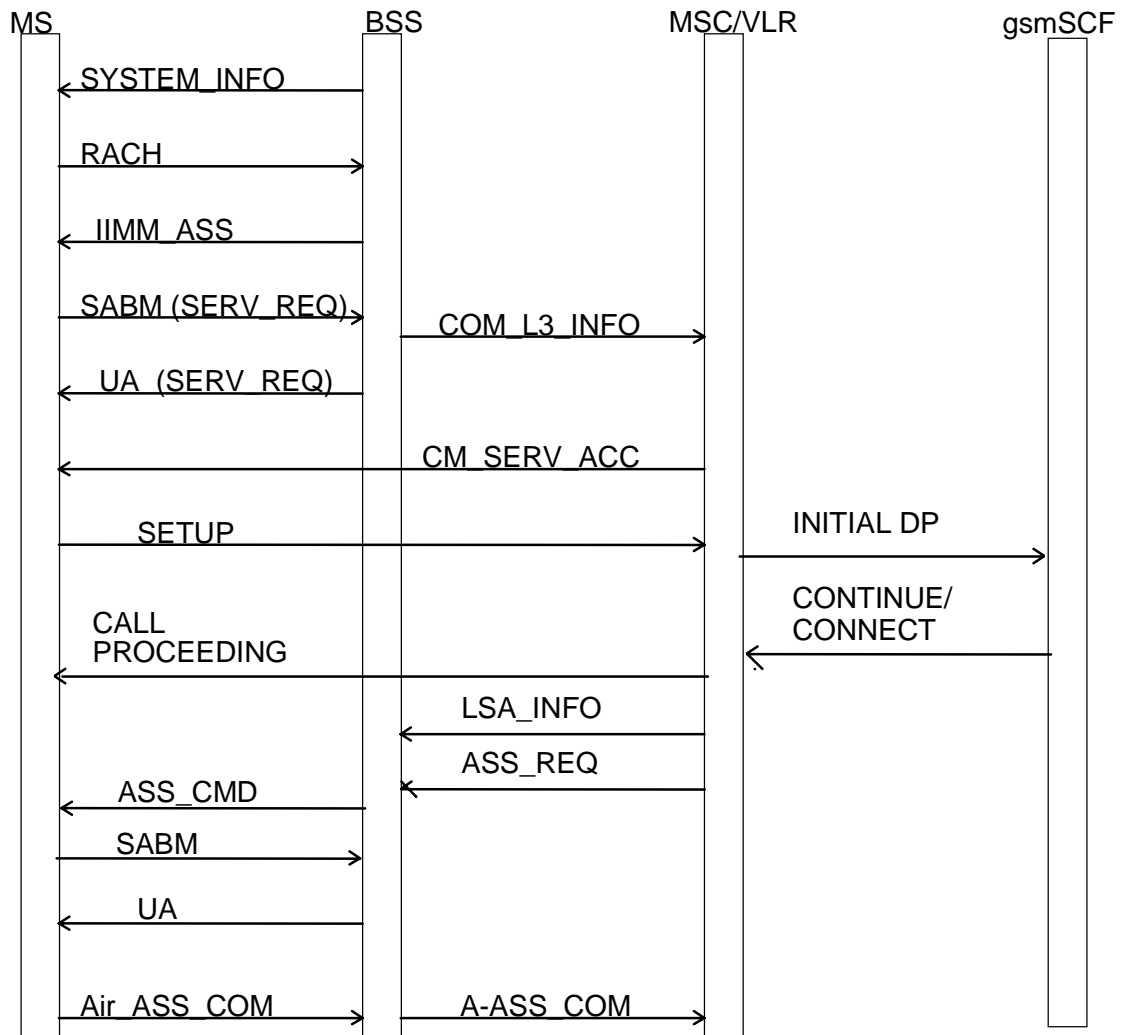 MS BSS MSC/VLR gsmSCF
SYSTEM_INFO
RACH
IIMM_ASS
SABM (SERV_REQ)
COM_L3_INFO
UA (SERV_REQ)
CM_SERV_ACC
SETUP
INITIAL DP
CONTINUE/
CONNECT
CALL
PROCEEDING
LSA_INFO
ASS_REQ
ASS_CMD
SABM
UA
Air_ASS_COM
A-ASS_COM